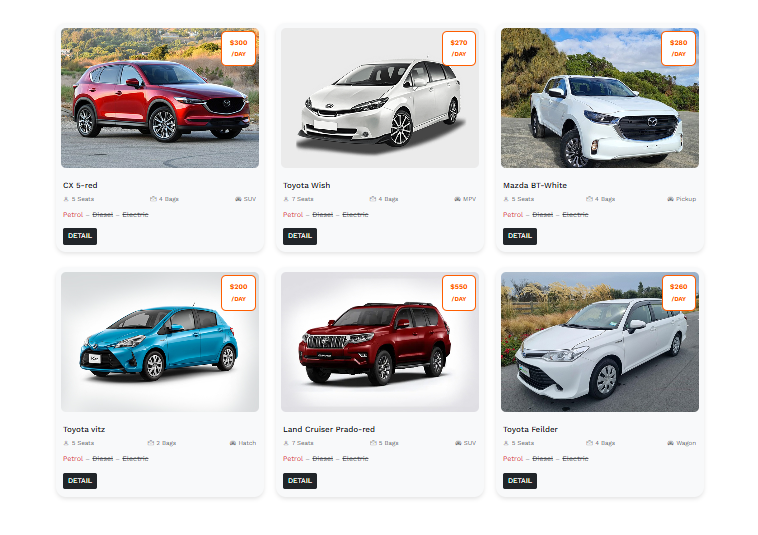 $300
/DAY
$270
/DAY
$280
/DAY
CX 5-red
5 Seats 4 Bags SUV
Petrol – Diesel – Electric
DETAIL
Toyota Wish
7 Seats 4 Bags MPV
Petrol – Diesel – Electric
DETAIL
Mazda BT-White
5 Seats 4 Bags Pickup
Petrol – Diesel – Electric
DETAIL
$200
/DAY
$550
/DAY
$260
/DAY
Toyota vitz
5 Seats 2 Bags Hatch
Petrol – Diesel – Electric
DETAIL
Land Cruiser Prado-red
7 Seats 5 Bags SUV
Petrol – Diesel – Electric
DETAIL
Toyota Feilder
5 Seats 4 Bags Wagon
Petrol – Diesel – Electric
DETAIL